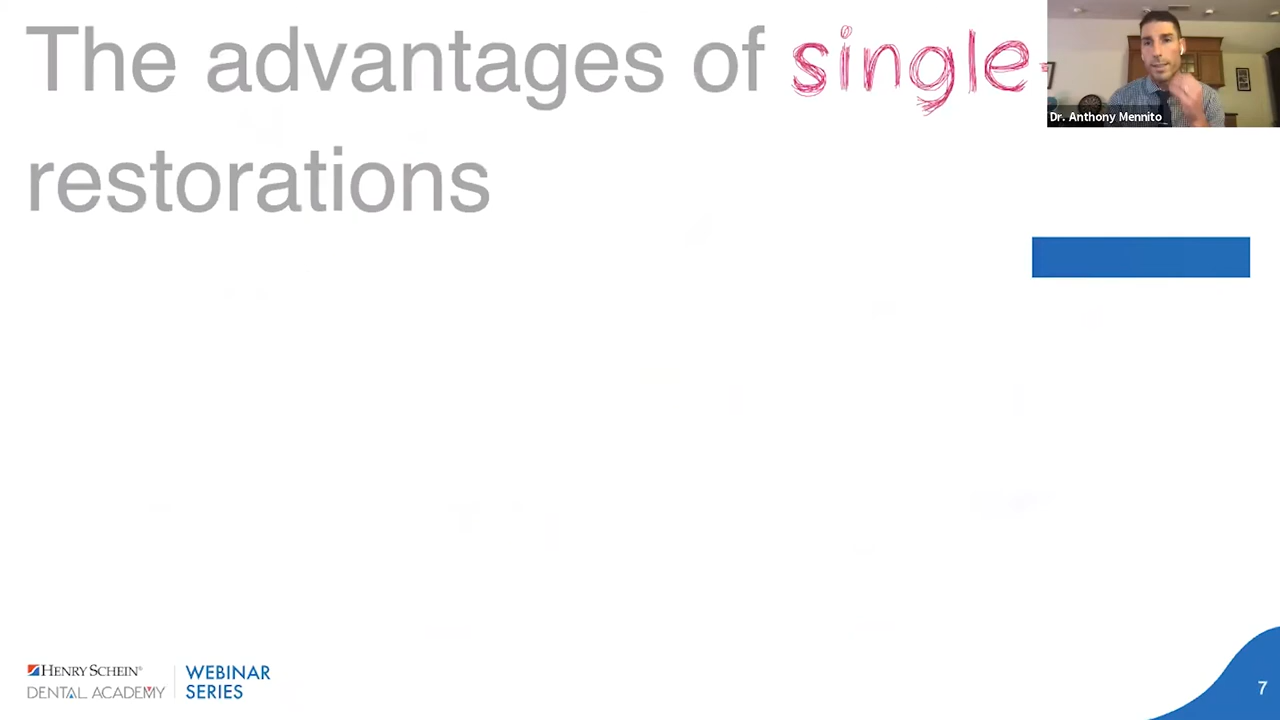 The advantages of single-
restorations
Dr. Anthony Mennito
HENRY SCHEIN®
DENTAL ACADEMY
WEBINAR
SERIES
7